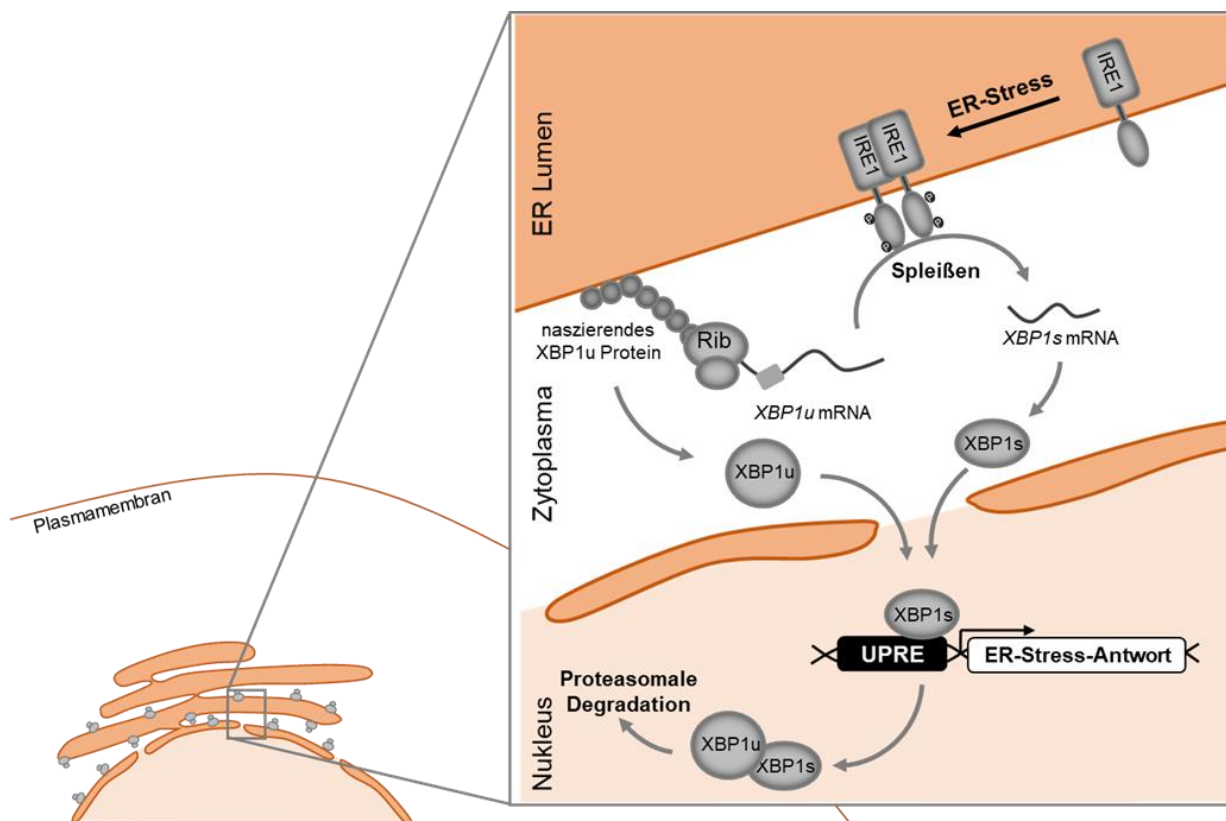 IRE1
ER-Stress
IRE1
IRE1
ER Lumen
Spleißen
naszierendes
XBP1u Protein
Rib
XBP1s mRNA
XBP1u mRNA
Zytoplasma
XBP1s
XBP1u
Plasmamembran
XBP1s
UPRE
ER-Stress-Antwort
Proteasomale
Degradation
Nukleus
XBP1u
XBP1s